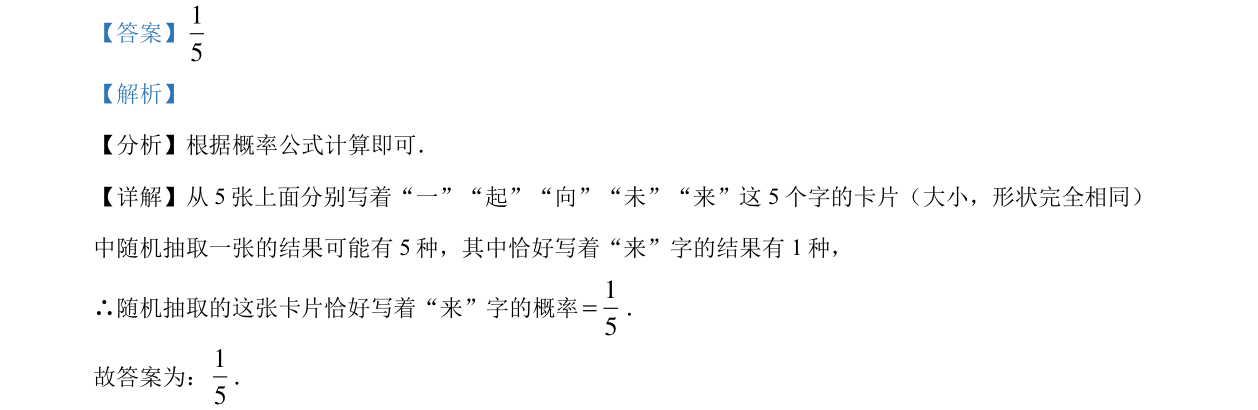 【答案】1/5
【解析】
【分析】根据概率公式计算即可．
【详解】从 5 张上面分别写着“一”“起”“向”“未”“来”这 5 个字的卡片（大小，形状完全相同）
中随机抽取一张的结果可能有 5 种，其中恰好写着“来”字的结果有 1 种，
∴随机抽取的这张卡片恰好写着“来”字的概率=1/5．
故答案为：1/5．